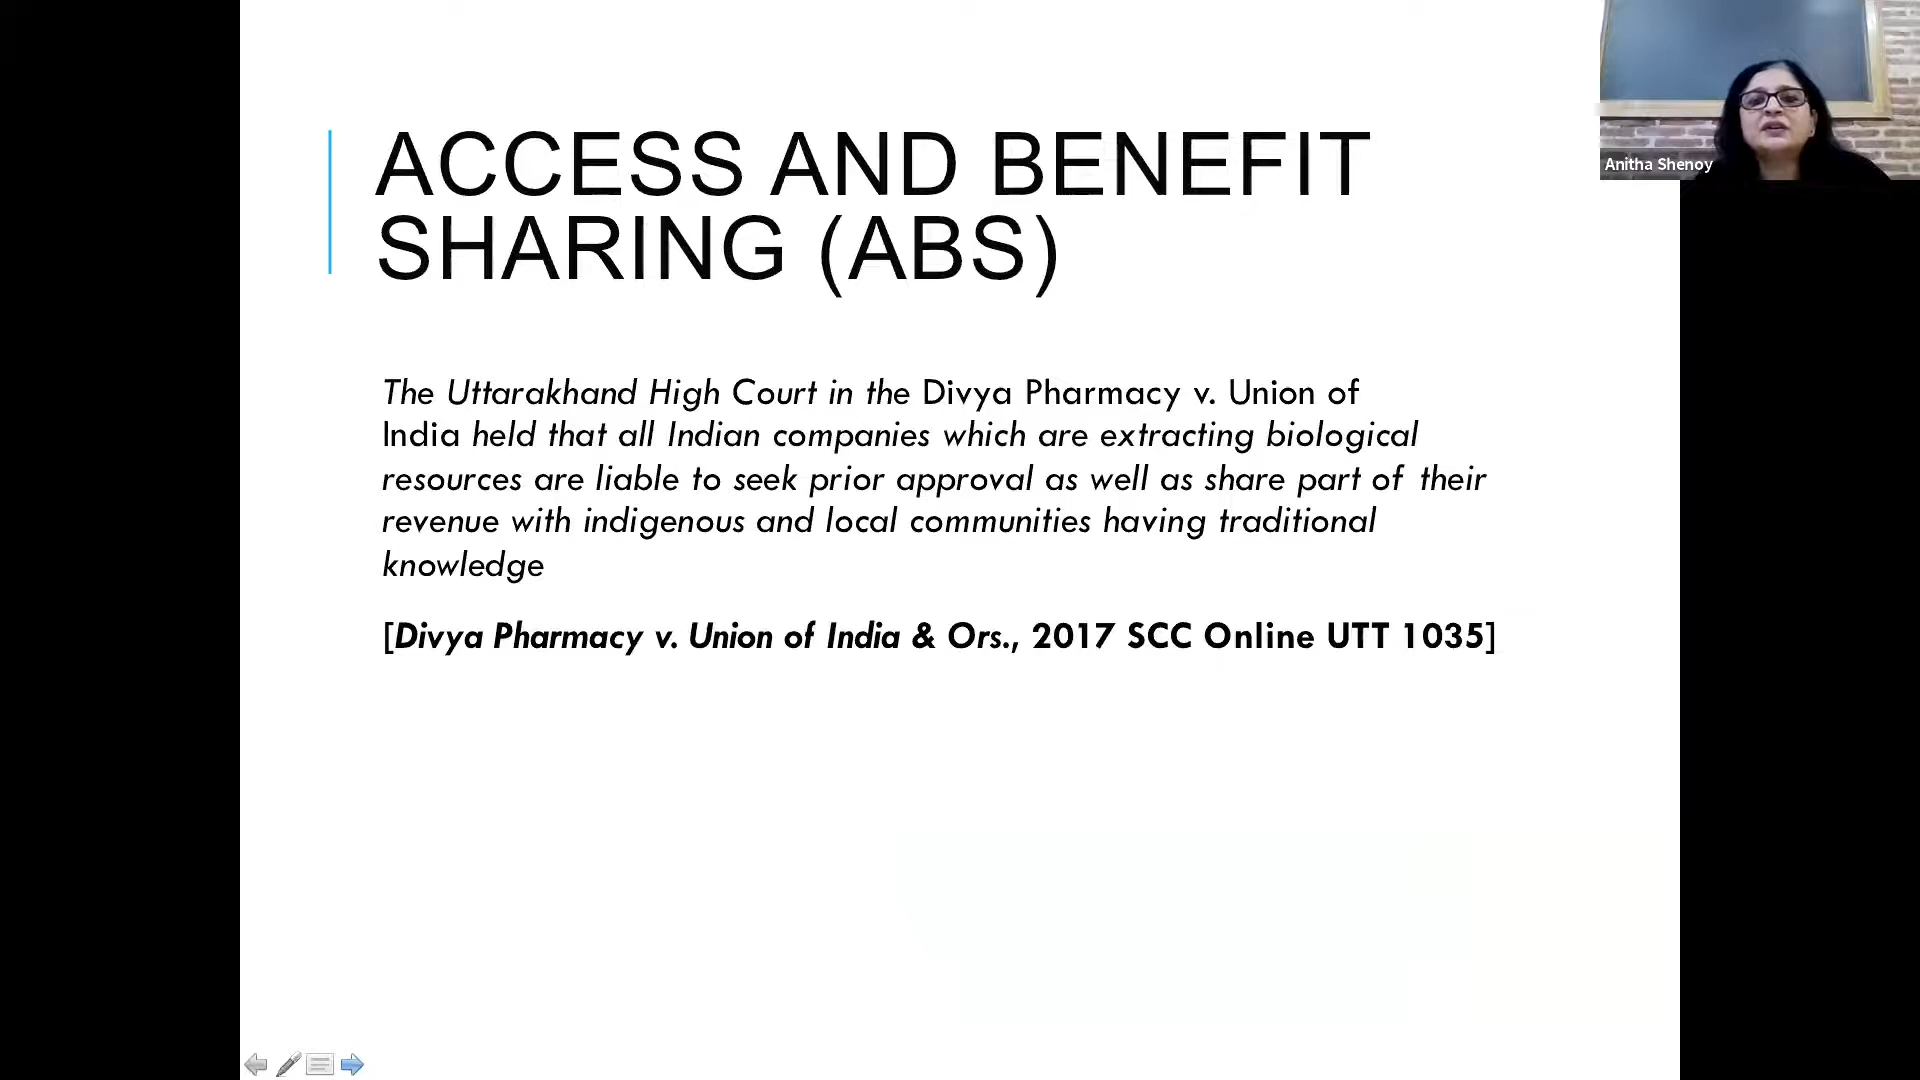 ACCESS AND BENEFIT
SHARING (ABS)
Anitha Shenoy
The Uttarakhand High Court in the Divya Pharmacy v. Union of
India held that all Indian companies which are extracting biological
resources are liable to seek prior approval as well as share part of their
revenue with indigenous and local communities having traditional
knowledge
[Divya Pharmacy v. Union of India & Ors., 2017 SCC Online UTT 1035]